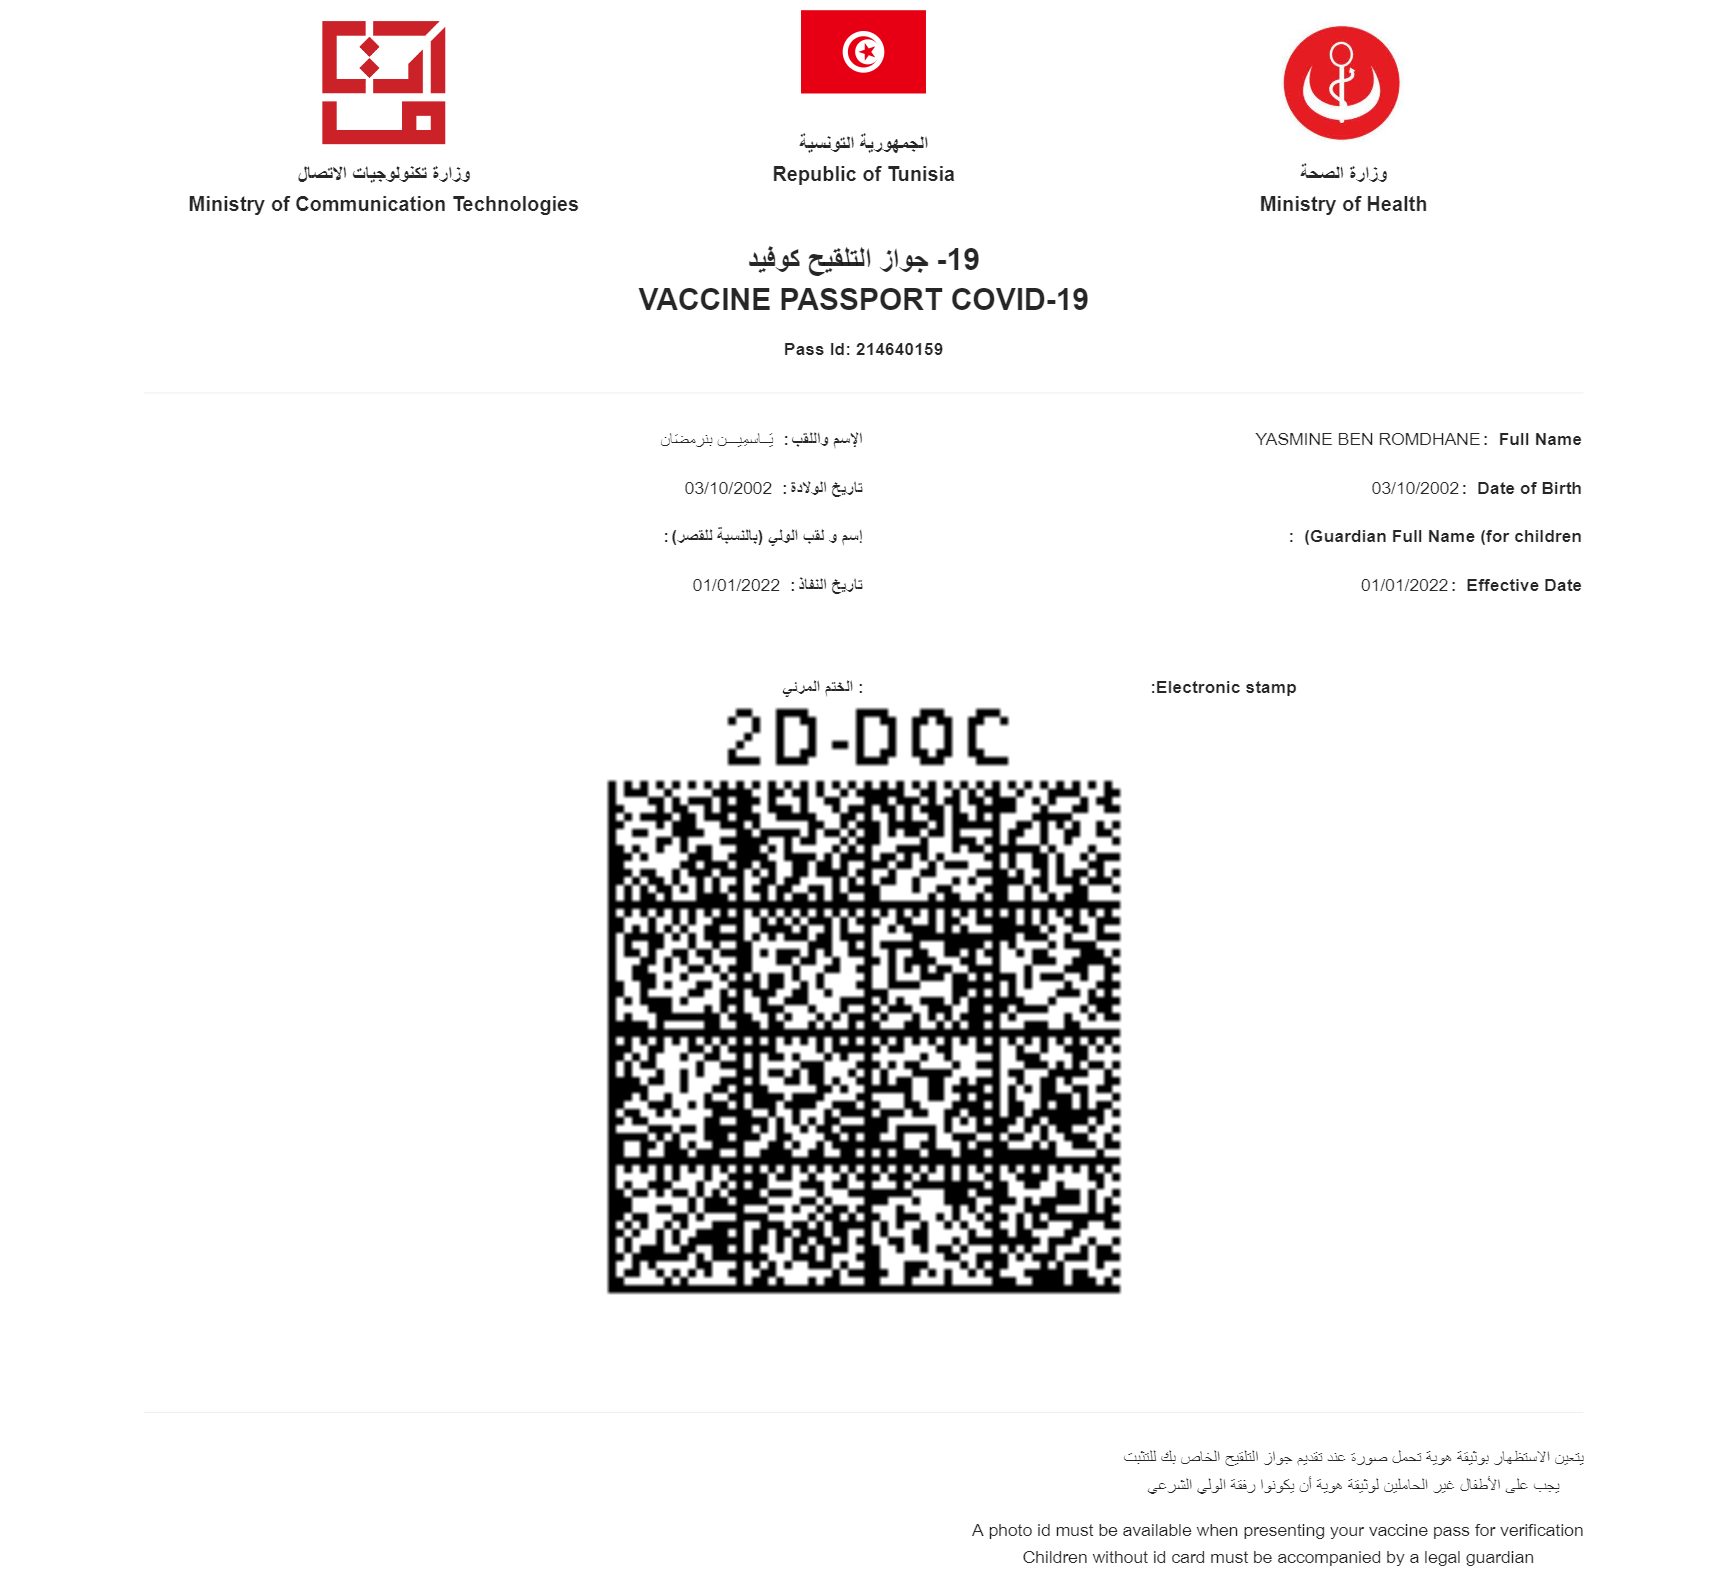 وزارة تكنولوجيات الاتصال
Ministry of Communication Technologies
الجمهورية التونسية
Republic of Tunisia
وزارة الصحة
Ministry of Health
19- جواز التلقيح كوفيد
VACCINE PASSPORT COVID-19
Pass Id: 214640159
الإسم واللقب : يَــاسمِيــن بنرمضَان
YASMINE BEN ROMDHANE : Full Name
تاريخ الولادة : 03/10/2002
03/10/2002 : Date of Birth
إسم و لقب الولي (بالنسبة للقصر) :
: (Guardian Full Name (for children
تاريخ النفاذ : 01/01/2022
01/01/2022 : Effective Date
: الختم المرئي
:Electronic stamp
2D-DOC
يتعين الاستظهار بوثيقة هوية تحمل صورة عند تقديم جواز التلقيح الخاص بك للتثبت
يجب على الأطفال غير الحاملين لوثيقة هوية أن يكونوا رفقة الولي الشرعي
A photo id must be available when presenting your vaccine pass for verification
Children without id card must be accompanied by a legal guardian